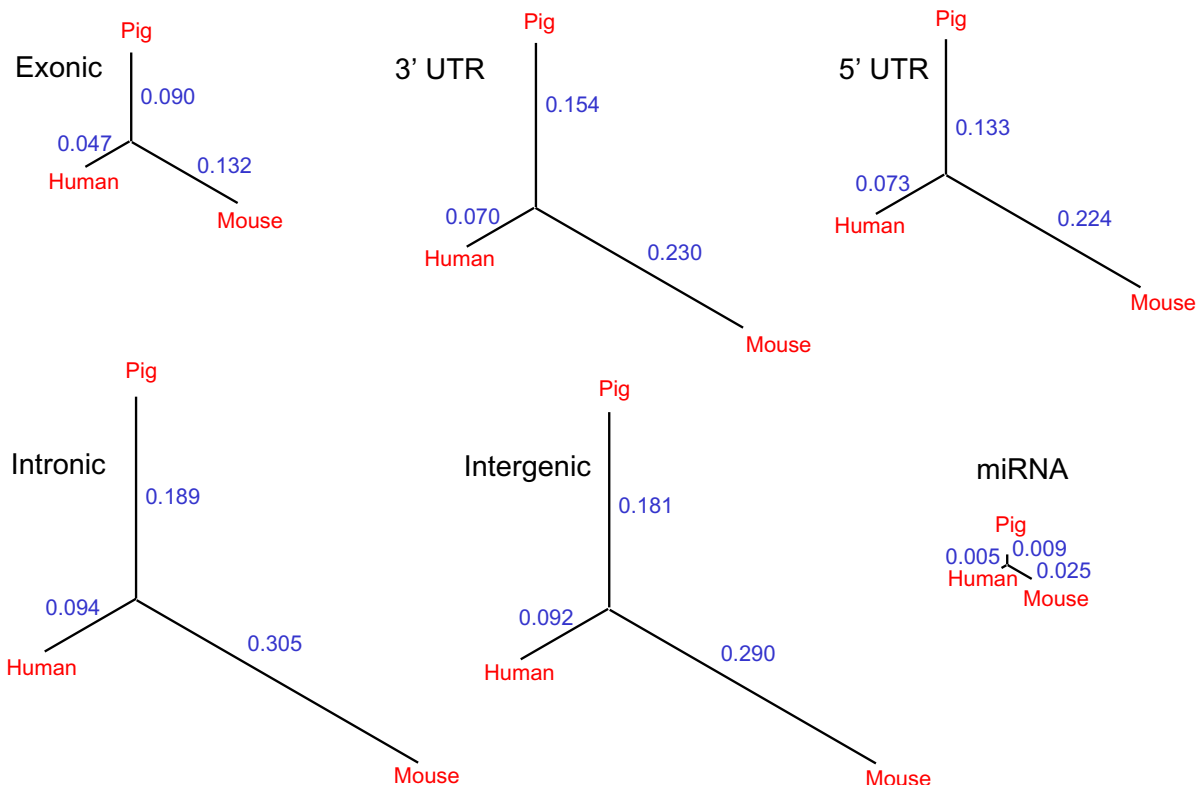 Pig
Exonic
0.090
0.047
Human
0.132
Mouse
Pig
3’ UTR
0.154
0.070
Human
0.230
Mouse
Pig
5’ UTR
0.133
0.073
Human
0.224
Mouse
Pig
Intronic
0.189
0.094
Human
0.305
Mouse
Pig
Intergenic
0.181
0.092
Human
0.290
Mouse
miRNA
Pig
0.005
0.009
Human
0.025
Mouse